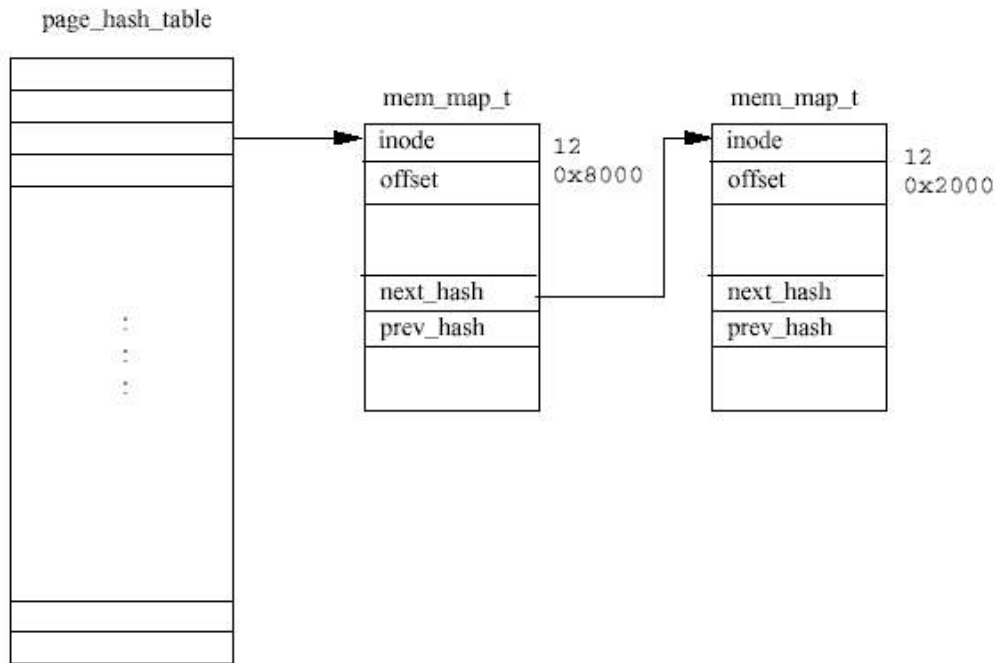 page_hash_table
mem_map_t
inode
offset
next_hash
prev_hash
12
0x8000
mem_map_t
inode
offset
next_hash
prev_hash
12
0x2000